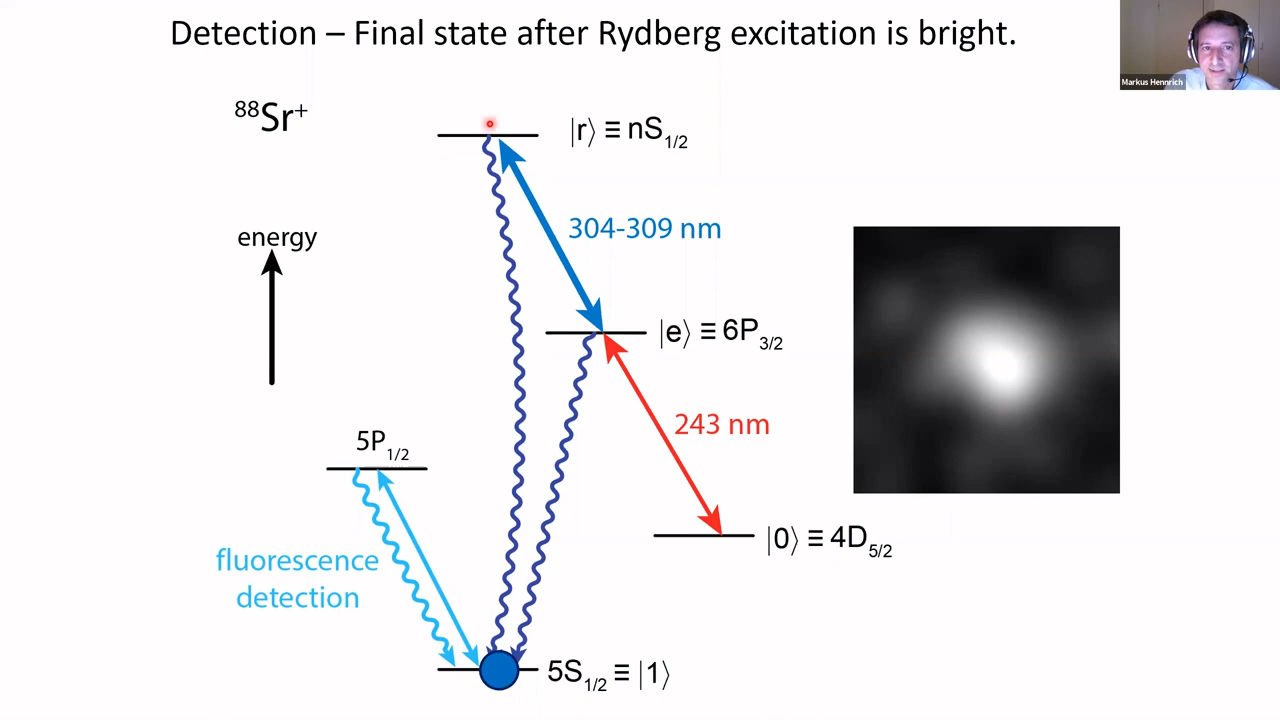 Detection – Final state after Rydberg excitation is bright.
Markus Hennrich
⁸⁸Sr⁺
|r⟩ ≡ nS₁/₂
304-309 nm
energy
|e⟩ ≡ 6P₃/₂
243 nm
5P₁/₂
|0⟩ ≡ 4D₅/₂
fluorescence
detection
5S₁/₂ ≡ |1⟩